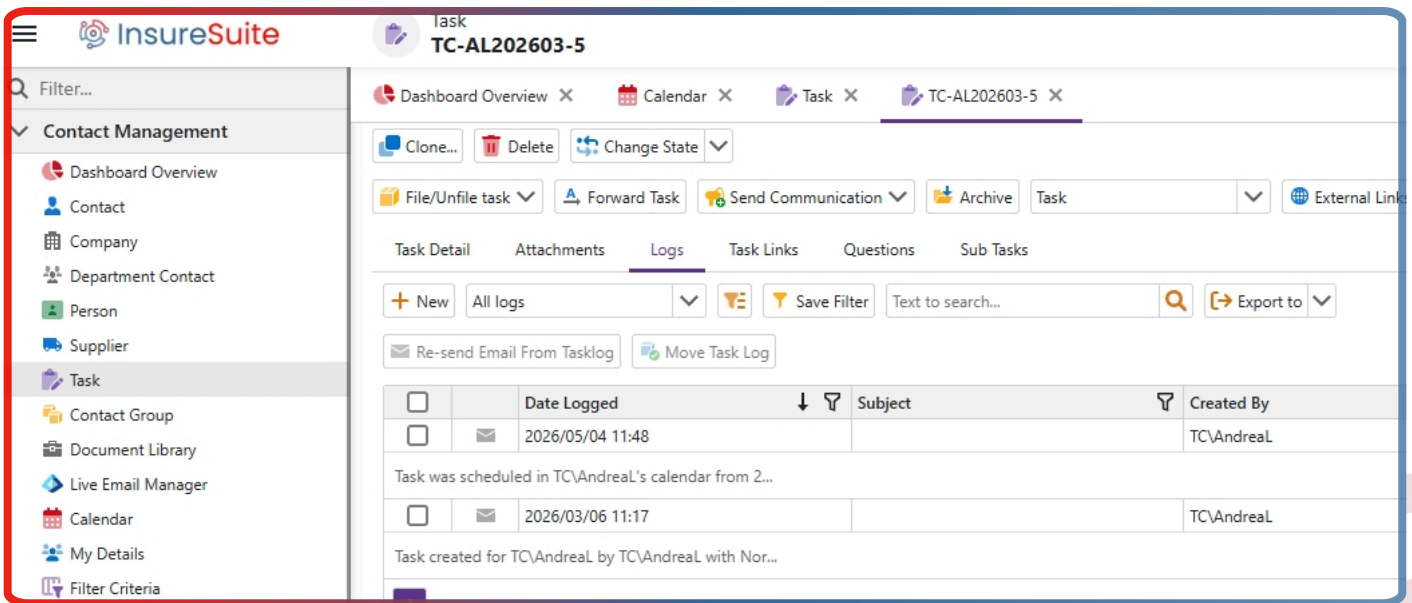 InsureSuite
Task
TC-AL202603-5
Filter...
Contact Management
Dashboard Overview
Contact
Company
Department Contact
Person
Supplier
Task
Contact Group
Document Library
Live Email Manager
Calendar
My Details
Filter Criteria
Dashboard Overview Calendar Task TC-AL202603-5
Clone... Delete Change State
File/Unfile task Forward Task Send Communication Archive Task External Links
Task Detail Attachments Logs Task Links Questions Sub Tasks
New All logs Save Filter Text to search... Export to
Re-send Email From Tasklog Move Task Log
Date Logged Subject Created By
2026/05/04 11:48 TC\AndreaL
Task was scheduled in TC\AndreaL's calendar from 2...
2026/03/06 11:17 TC\AndreaL
Task created for TC\AndreaL by TC\AndreaL with Nor...